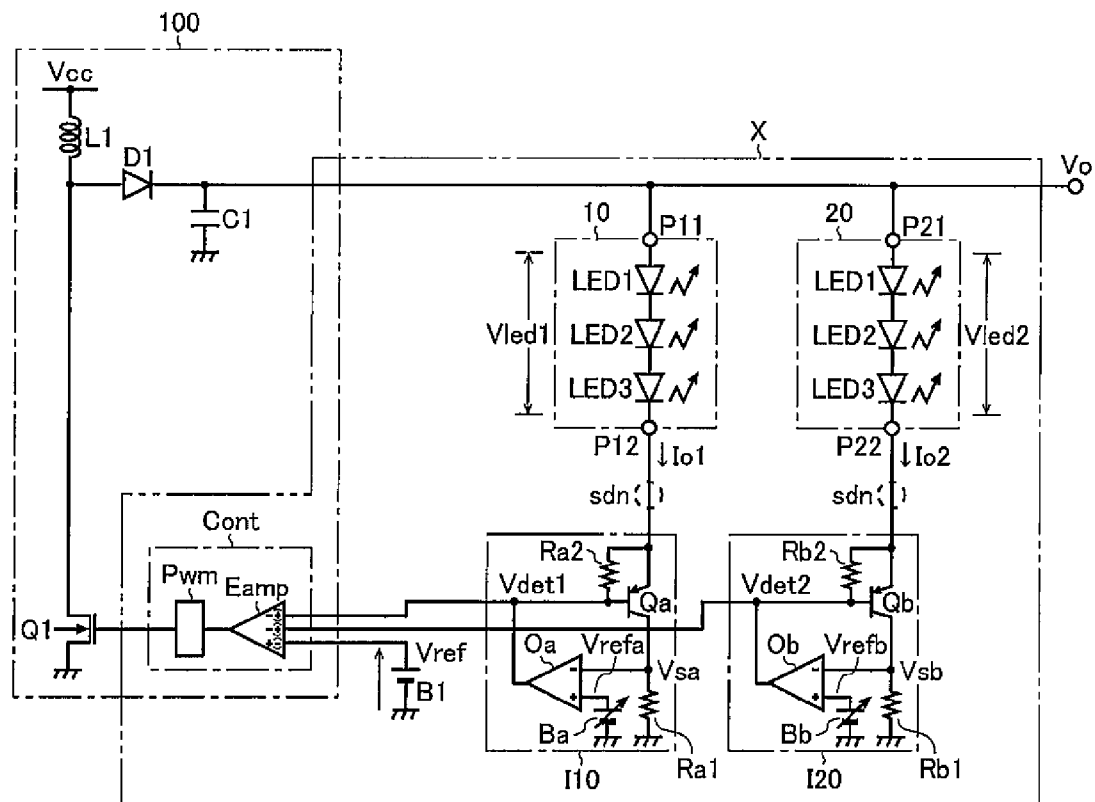 100
Vcc
L1
D1
C1
X
Vo
10
P11
20
P21
LED1
LED2
LED3
Vled1
LED1
LED2
LED3
Vled2
P12
Io1
P22
Io2
sdn
sdn
Cont
Pwm
Eamp
Q1
Vref
B1
Ra2
Vdet1
Qa
Oa
Vrefa
Vsa
-
+
Ba
Ra1
I10
Rb2
Vdet2
Qb
Ob
Vrefb
Vsb
-
+
Bb
Rb1
I20